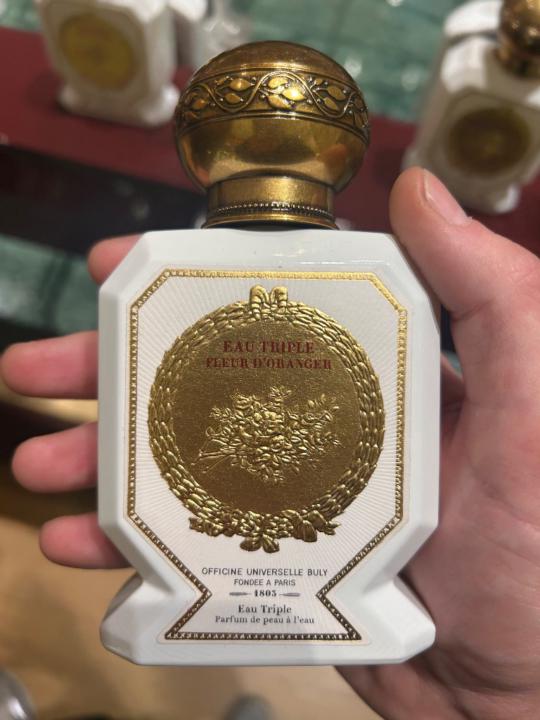 EAU TRIPLE
FLEUR D'ORANGER
OFFICINE UNIVERSELLE BULY
FONDEE A PARIS
1803
Eau Triple
Parfum de peau à l'eau